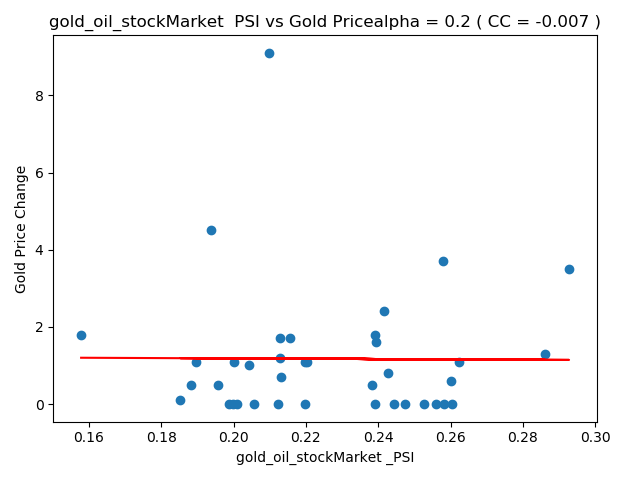 gold_oil_stockMarket  PSI vs Gold Pricealpha = 0.2 ( CC = -0.007 )
8
6
4
2
0
Gold Price Change
0.16 0.18 0.20 0.22 0.24 0.26 0.28 0.30
gold_oil_stockMarket _PSI